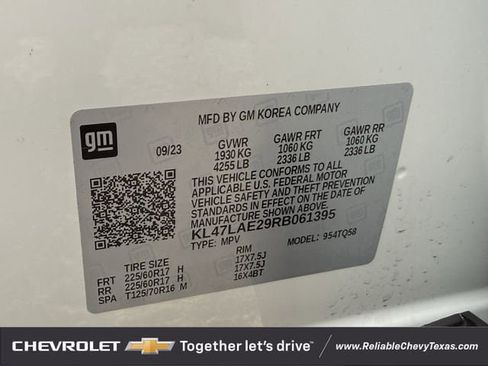 MFD BY GM KOREA COMPANY
gm
09/23
GVWR GAWR FRT GAWR RR
1930 KG 1060 KG 1060 KG
4255 LB 2336 LB 2336 LB
THIS VEHICLE CONFORMS TO ALL
APPLICABLE U.S. FEDERAL MOTOR
VEHICLE SAFETY AND THEFT PREVENTION
STANDARDS IN EFFECT ON THE DATE OF
MANUFACTURE SHOWN ABOVE.
KL47LAE29RB061395
TYPE: MPV MODEL: 954TQ58
TIRE SIZE RIM
FRT 225/60R17 H 17X7.5J
RR 225/60R17 H 17X7.5J
SPA T125/70R16 M 16X4BT
CHEVROLET Together let's drive™ www.ReliableChevyTexas.com